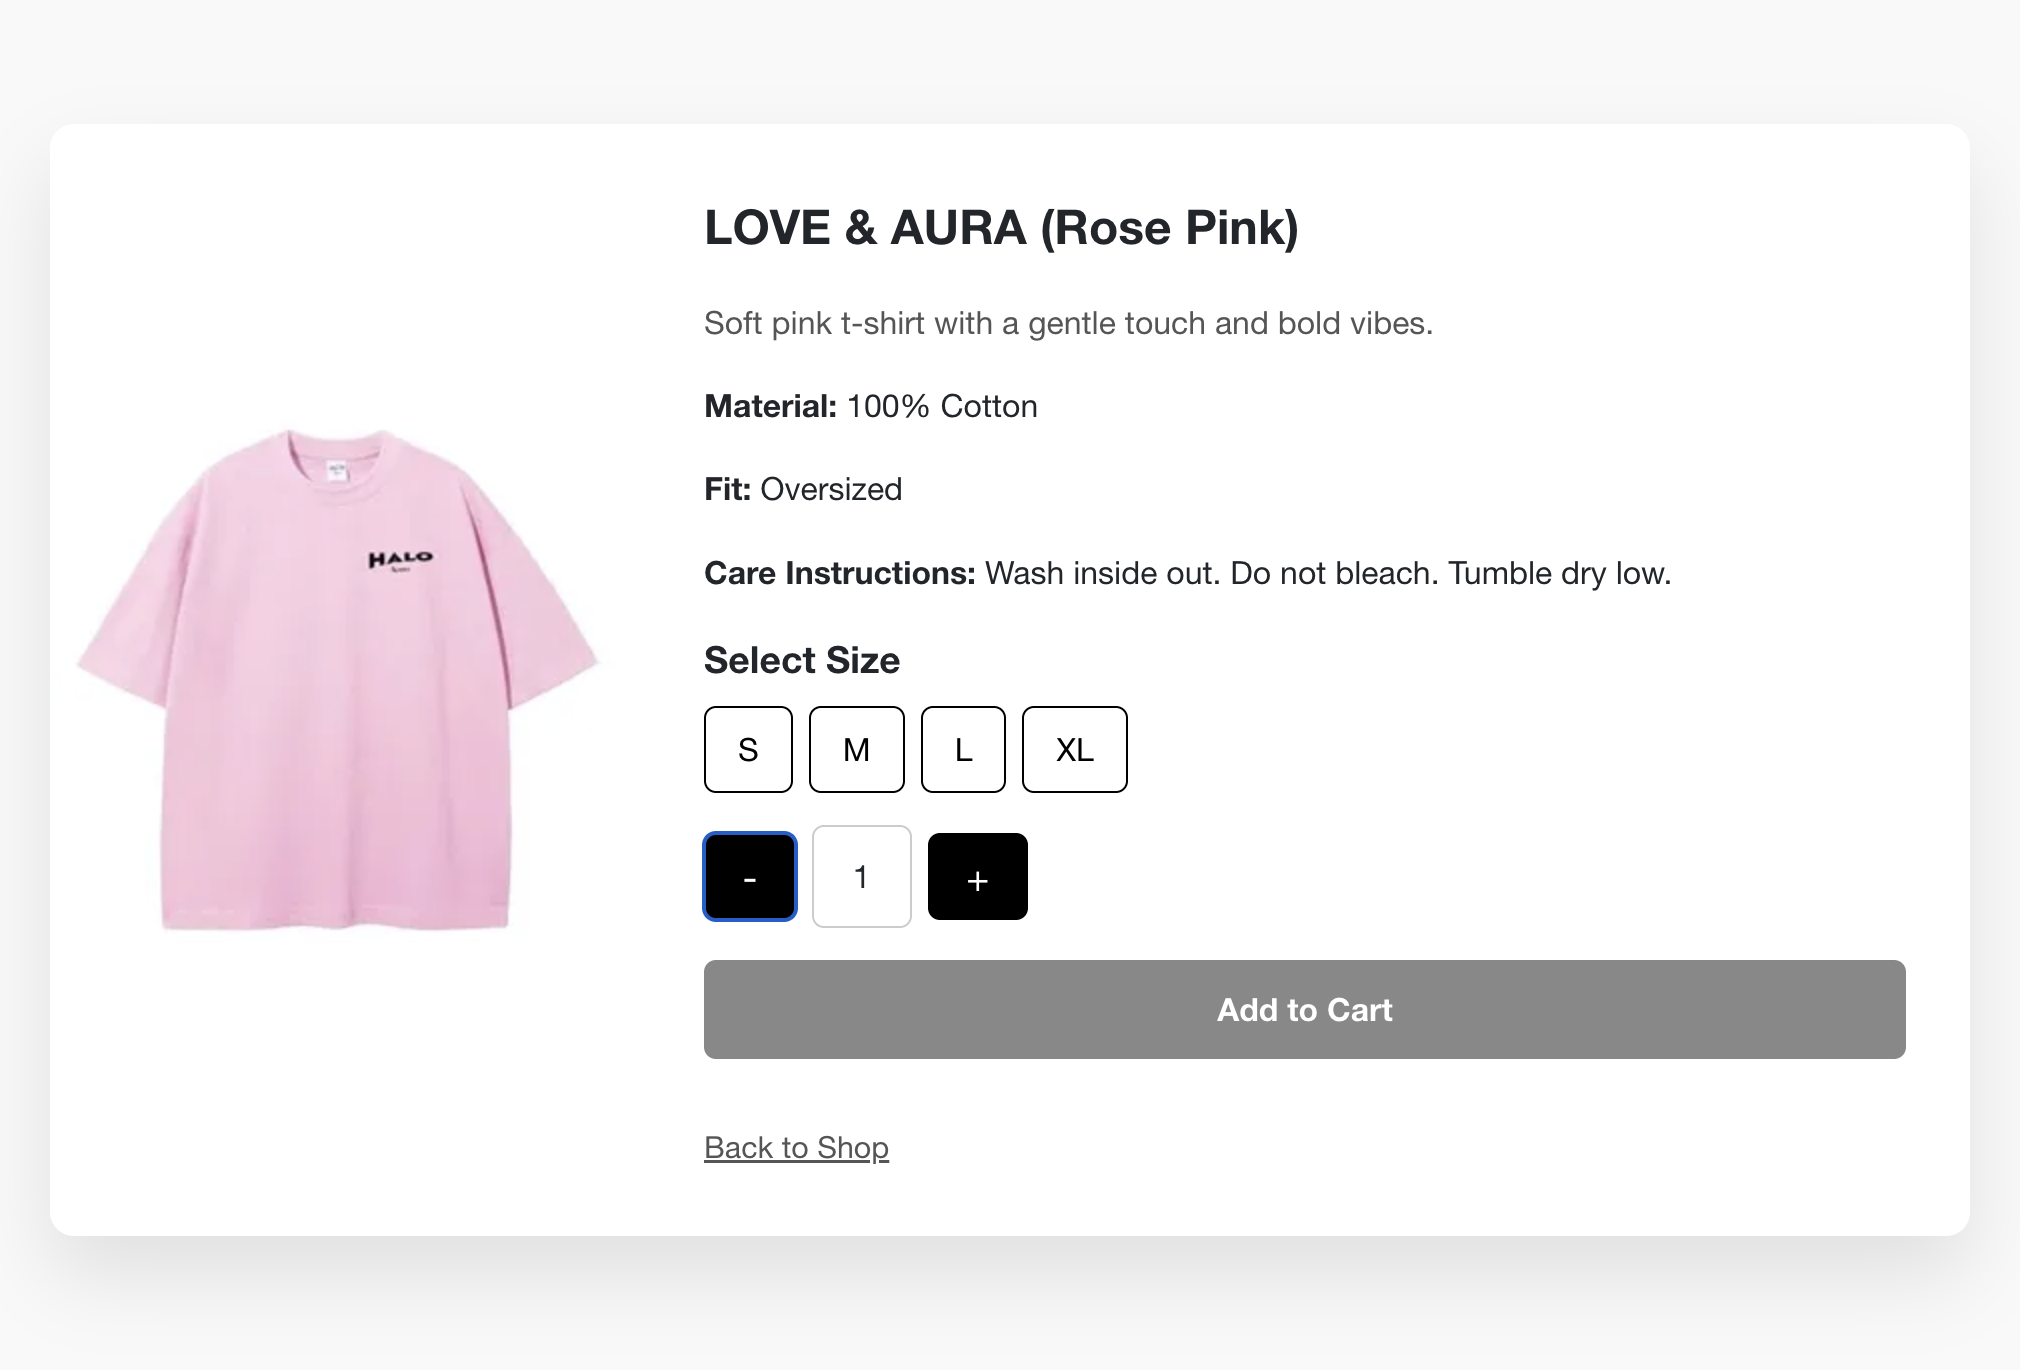 LOVE & AURA (Rose Pink)
Soft pink t-shirt with a gentle touch and bold vibes.
Material: 100% Cotton
Fit: Oversized
Care Instructions: Wash inside out. Do not bleach. Tumble dry low.
HALO
Select Size
S M L XL
- 1 +
Add to Cart
Back to Shop